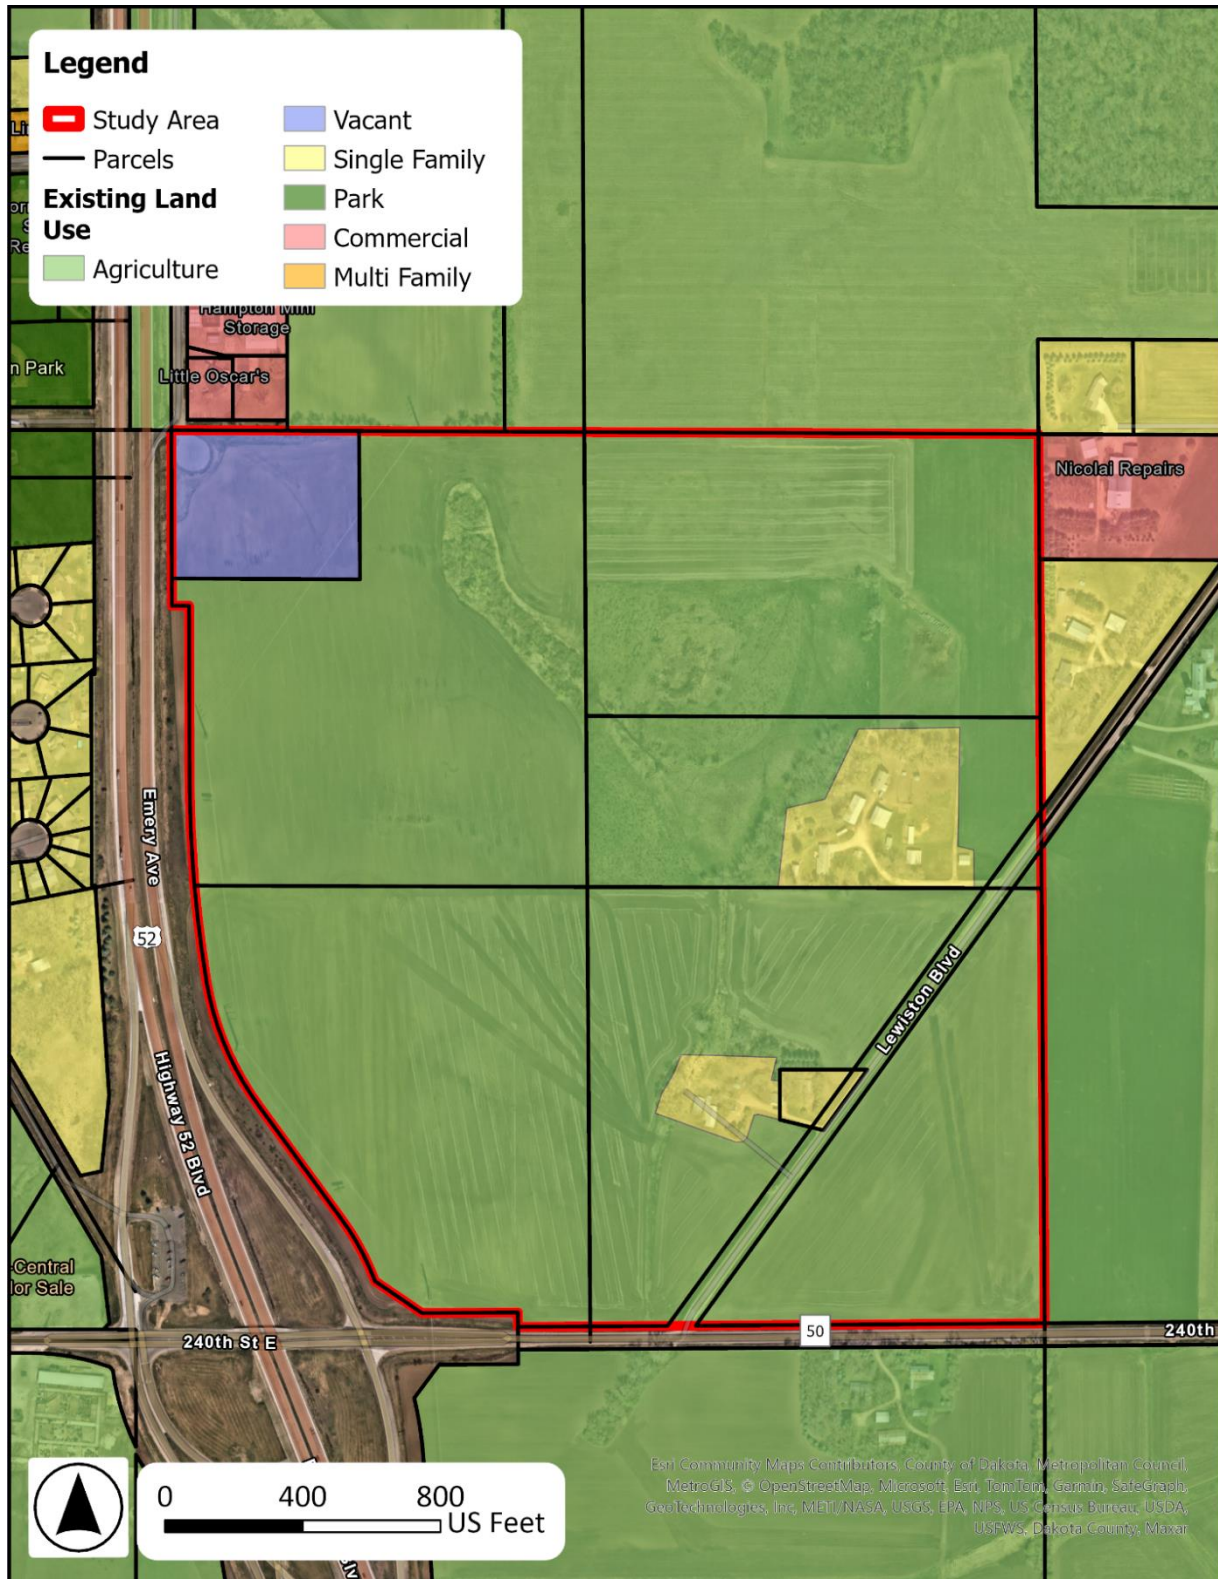 Legend
Study Area
Parcels
Existing Land
Use
Agriculture
Vacant
Single Family
Park
Commercial
Multi Family
Hampton Mini
Storage
Little Oscar's
n Park
Nicolai Repairs
Emery Ave
52
Highway 52 Blvd
Lewiston Blvd
-Central
lor Sale
240th St E
50
240th
0 400 800
US Feet
Esri Community Maps Contributors, County of Dakota, Metropolitan Council,
MetroGIS, © OpenStreetMap, Microsoft, Esri, TomTom, Garmin, SafeGraph,
GeoTechnologies, Inc, METI/NASA, USGS, EPA, NPS, US Census Bureau, USDA,
USFWS, Dakota County, Maxar